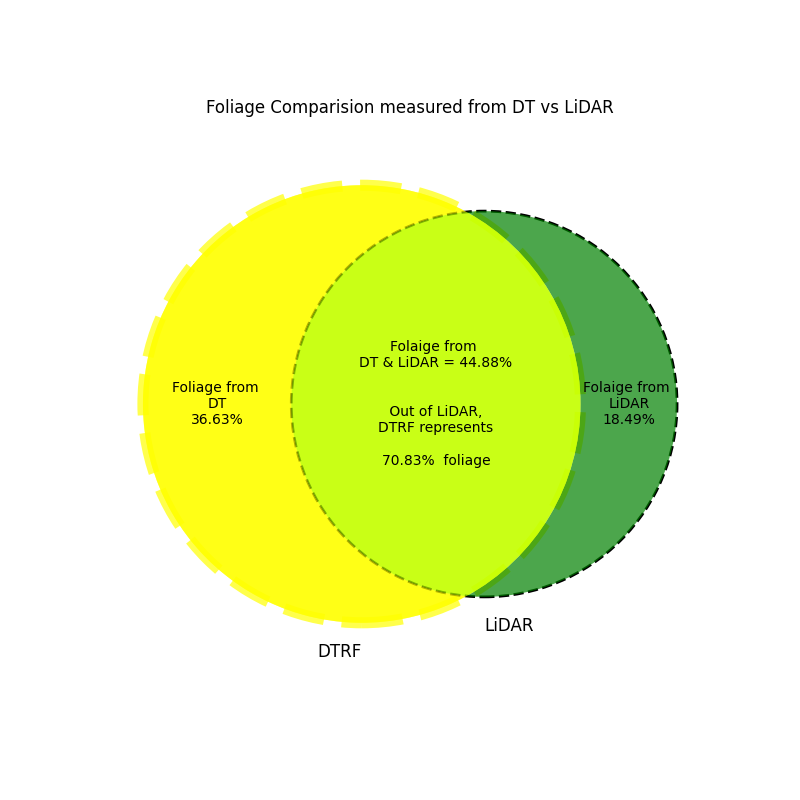 Foliage Comparision measured from DT vs LiDAR
Folaige from
DT & LiDAR = 44.88%
Foliage from
DT
36.63%
Out of LiDAR,
DTRF represents
70.83%  foliage
Folaige from
LiDAR
18.49%
LiDAR
DTRF